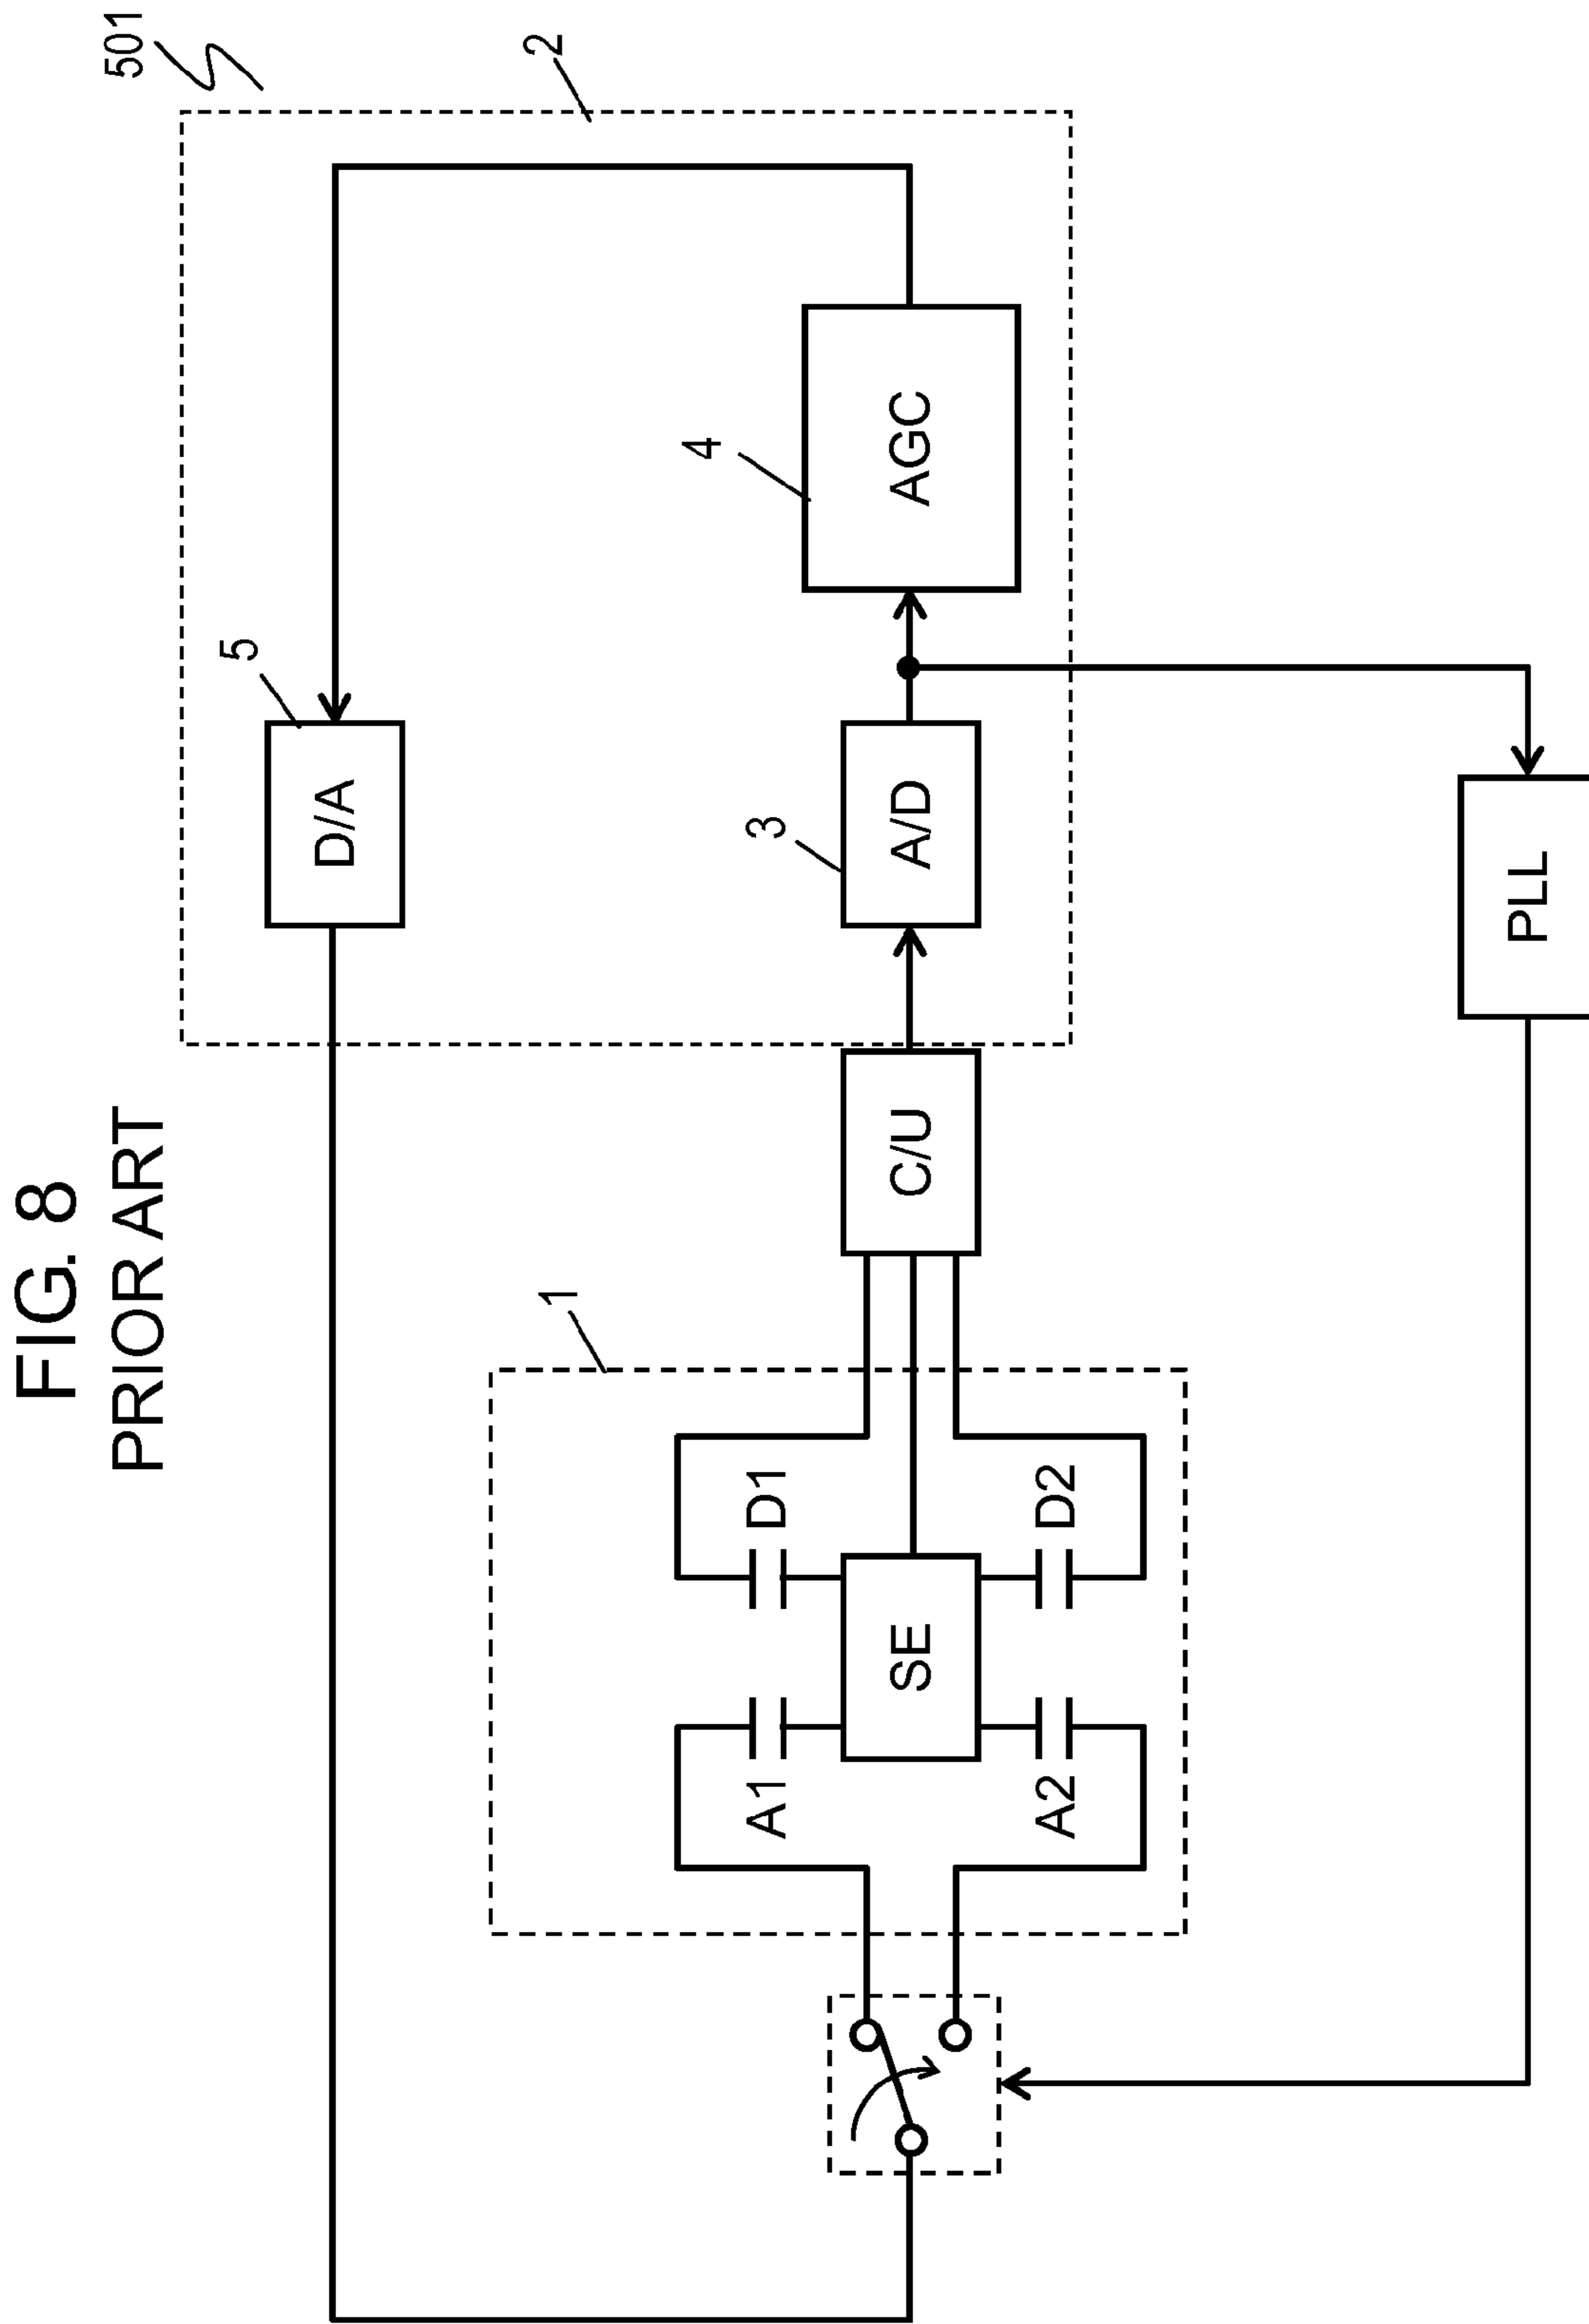 FIG. 8
PRIOR ART
501
2
5
D/A
4
AGC
3
A/D
C/U
1
A1
D1
SE
A2
D2
PLL